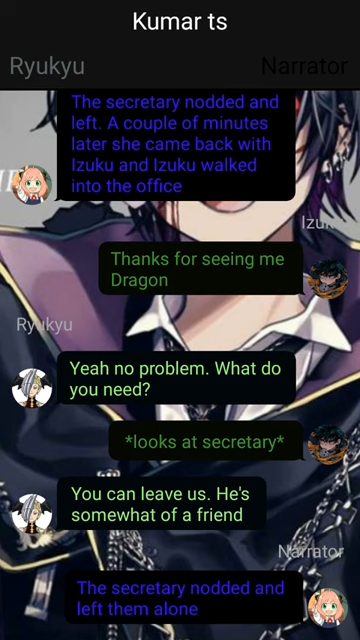 Kumar ts
Ryukyu
Narrator
The secretary nodded and
left. A couple of minutes
later she came back with
Izuku and Izuku walked
into the office
Izuku
Thanks for seeing me
Dragon
Ryukyu
Yeah no problem. What do
you need?
*looks at secretary*
You can leave us. He's
somewhat of a friend
Narrator
The secretary nodded and
left them alone